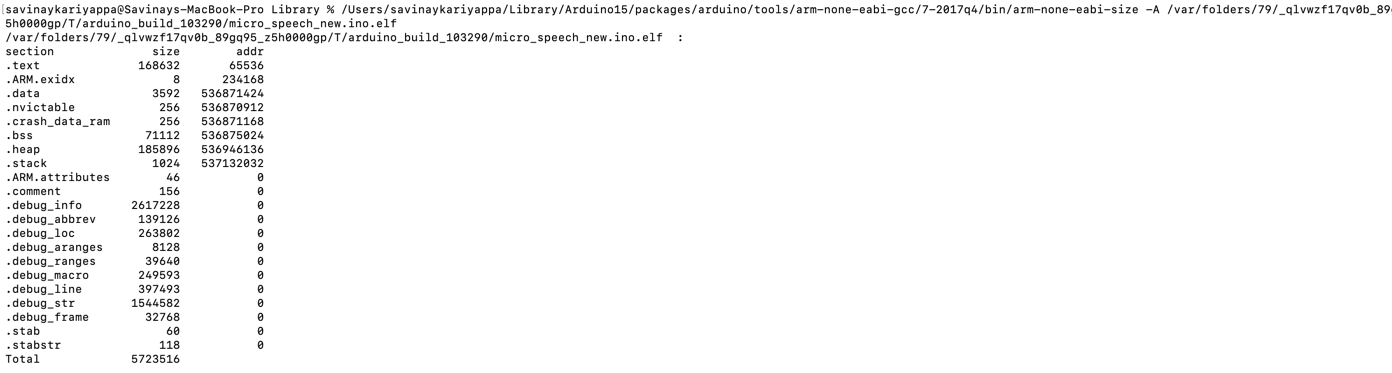 [savinaykariyappa@Savinays-MacBook-Pro Library % /Users/savinaykariyappa/Library/Arduino15/packages/arduino/tools/arm-none-eabi-gcc/7-2017q4/bin/arm-none-eabi-size -A /var/folders/79/_qlvwzf17qv0b_89
5h0000gp/T/arduino_build_103290/micro_speech_new.ino.elf
/var/folders/79/_qlvwzf17qv0b_89gq95_z5h0000gp/T/arduino_build_103290/micro_speech_new.ino.elf  :
section size addr
.text 168632 65536
.ARM.exidx 8 234168
.data 3592 536871424
.nvictable 256 536870912
.crash_data_ram 256 536871168
.bss 71112 536875024
.heap 185896 536946136
.stack 1024 537132032
.ARM.attributes 46 0
.comment 156 0
.debug_info 2617228 0
.debug_abbrev 139126 0
.debug_loc 263802 0
.debug_aranges 8128 0
.debug_ranges 39640 0
.debug_macro 249593 0
.debug_line 397493 0
.debug_str 1544582 0
.debug_frame 32768 0
.stab 60 0
.stabstr 118 0
Total 5723516